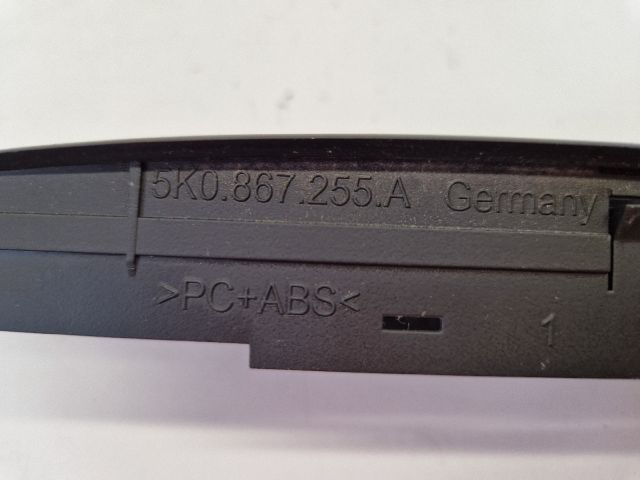 5K0.867.255.A Germany
>PC+ABS<
1